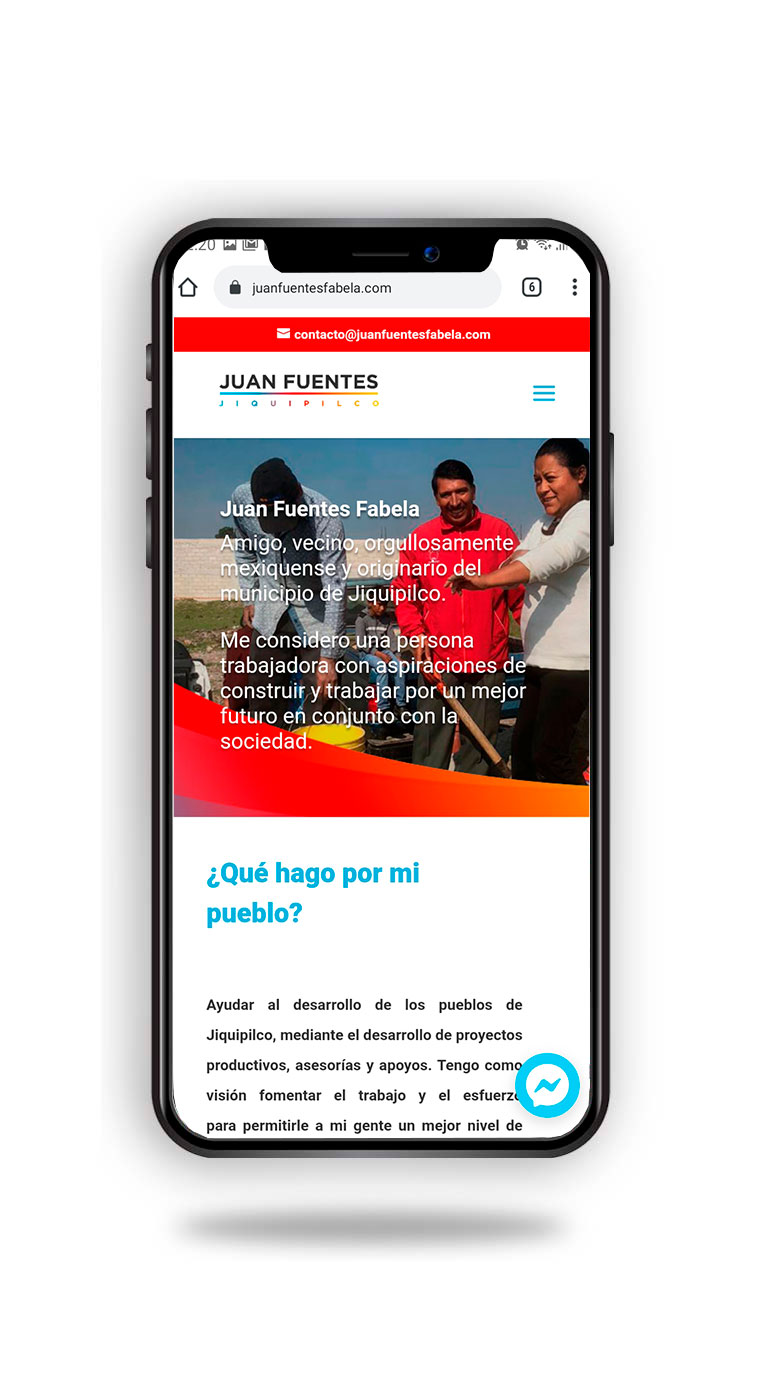 :20
juanfuentesfabela.com
6
contacto@juanfuentesfabela.com
JUAN FUENTES
JIQUIPILCO
Juan Fuentes Fabela
Amigo, vecino, orgullosamente
mexiquense y originario del
municipio de Jiquipilco.
Me considero una persona
trabajadora con aspiraciones de
construir y trabajar por un mejor
futuro en conjunto con la
sociedad.
¿Qué hago por mi
pueblo?
Ayudar al desarrollo de los pueblos de
Jiquipilco, mediante el desarrollo de proyectos
productivos, asesorías y apoyos. Tengo como
visión fomentar el trabajo y el esfuerzo
para permitirle a mi gente un mejor nivel de